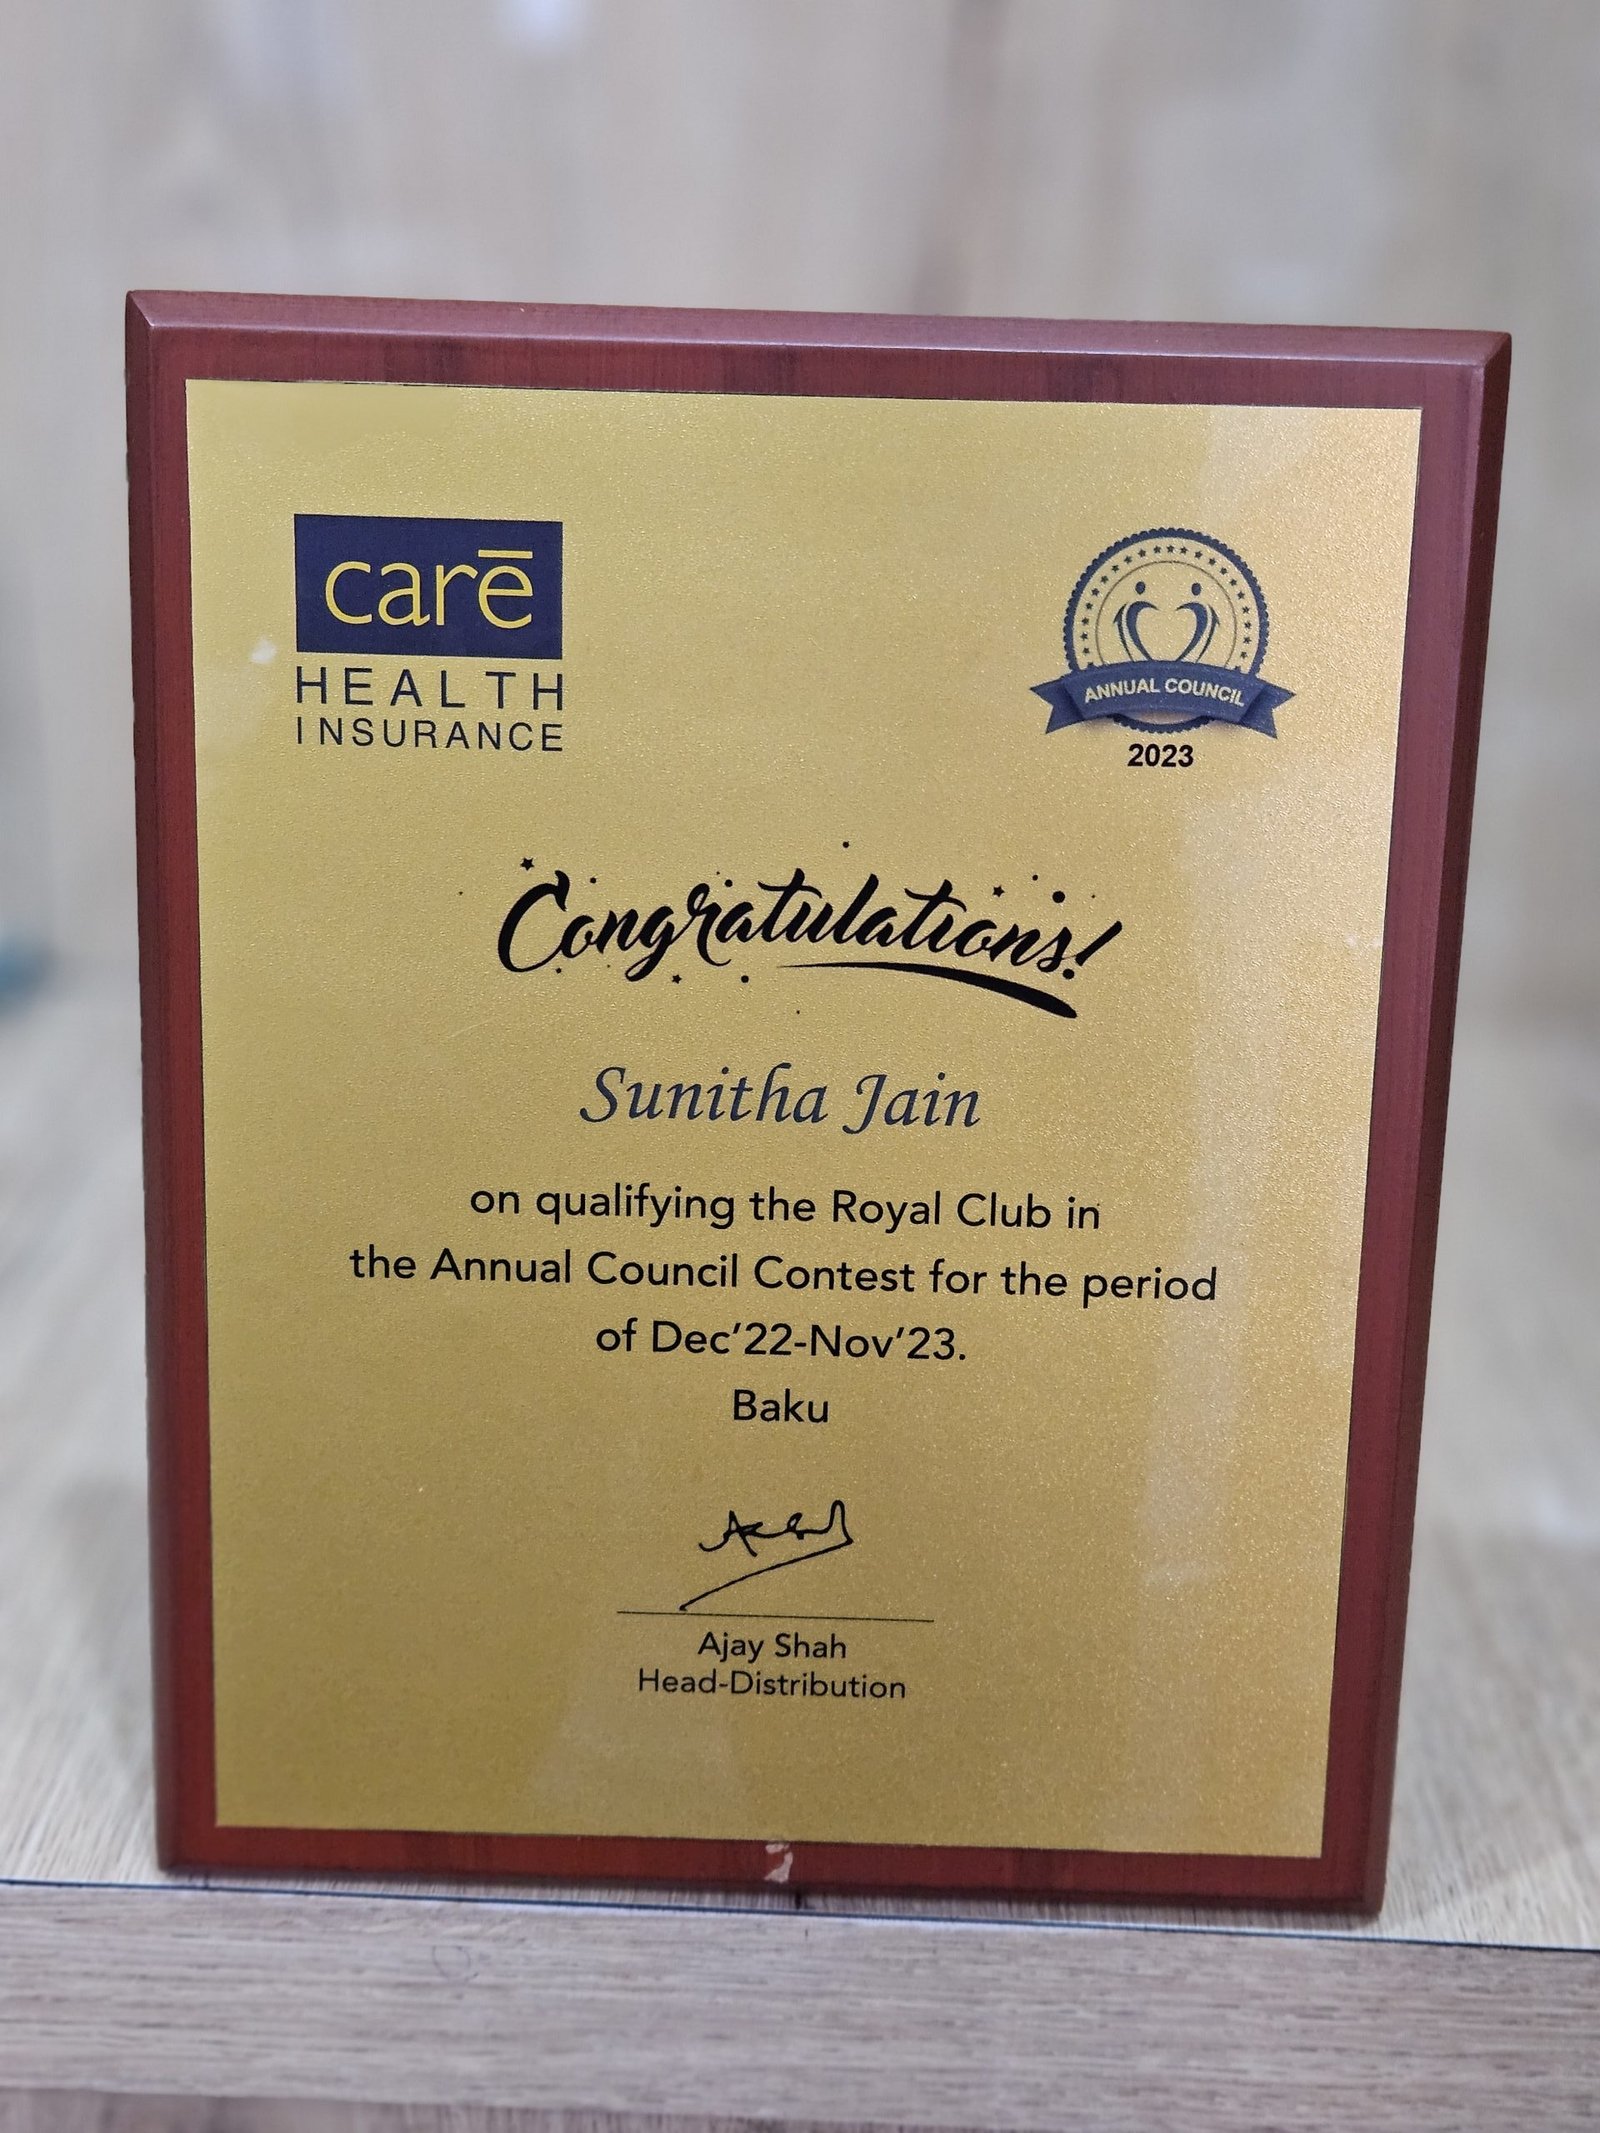 carē
HEALTH
INSURANCE
ANNUAL COUNCIL
2023
Congratulations!
Sunitha Jain
on qualifying the Royal Club in
the Annual Council Contest for the period
of Dec'22-Nov'23.
Baku
Ajay Shah
Head-Distribution